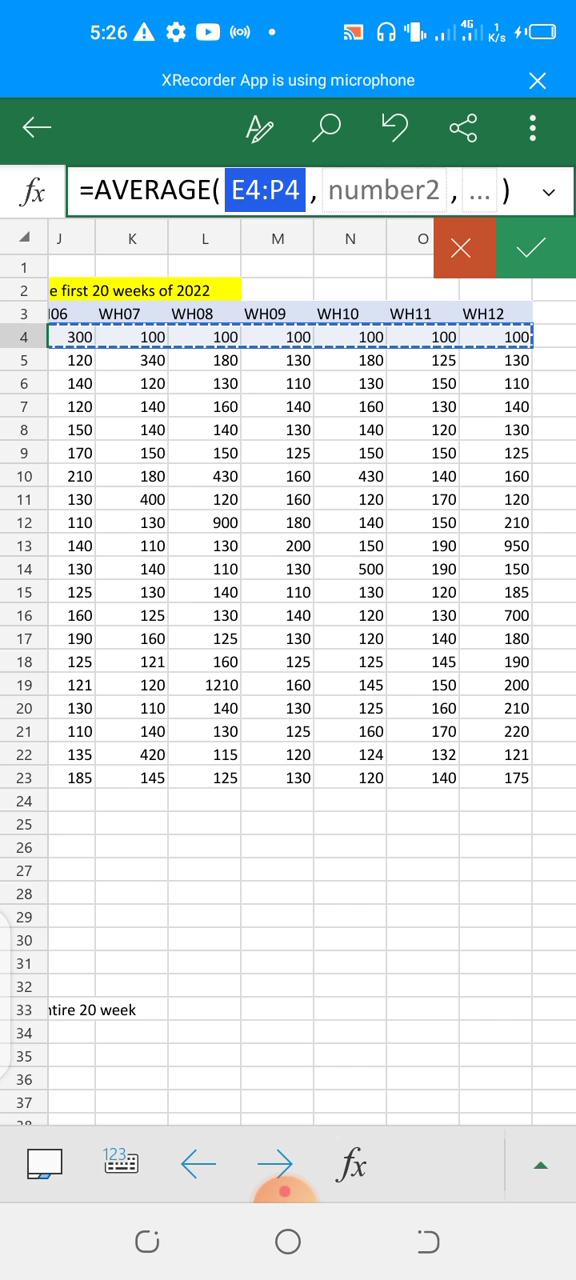 5:26 4G 1 K/s
XRecorder App is using microphone
fx =AVERAGE( E4:P4 , number2 , ... )
J K L M N O
1
2 e first 20 weeks of 2022
3 06 WH07 WH08 WH09 WH10 WH11 WH12
4 300 100 100 100 100 100 100
5 120 340 180 130 180 125 130
6 140 120 130 110 130 150 110
7 120 140 160 140 160 130 140
8 150 140 140 130 140 120 130
9 170 150 150 125 150 150 125
10 210 180 430 160 430 140 160
11 130 400 120 160 120 170 120
12 110 130 900 180 140 150 210
13 140 110 130 200 150 190 950
14 130 140 110 130 500 190 150
15 125 130 140 110 130 120 185
16 160 125 130 140 120 130 700
17 190 160 125 130 120 140 180
18 125 121 160 125 125 145 190
19 121 120 1210 160 145 150 200
20 130 110 140 130 125 160 210
21 110 140 130 125 160 170 220
22 135 420 115 120 124 132 121
23 185 145 125 130 120 140 175
24
25
26
27
28
29
30
31
32
33 ntire 20 week
34
35
36
37
123 fx